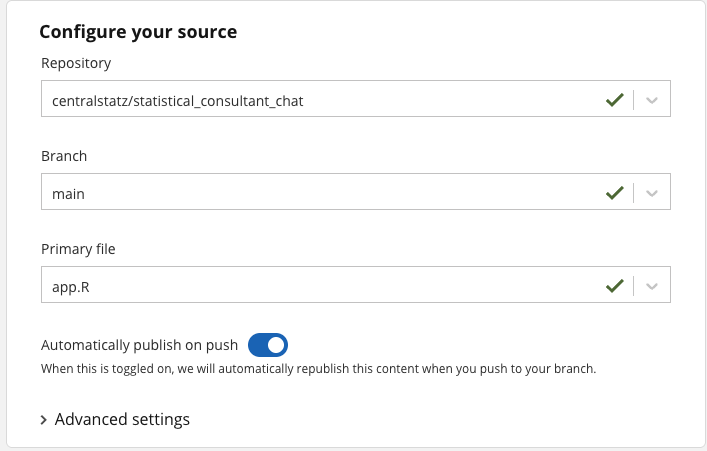 Configure your source
Repository
centralstatz/statistical_consultant_chat
Branch
main
Primary file
app.R
Automatically publish on push
When this is toggled on, we will automatically republish this content when you push to your branch.
Advanced settings